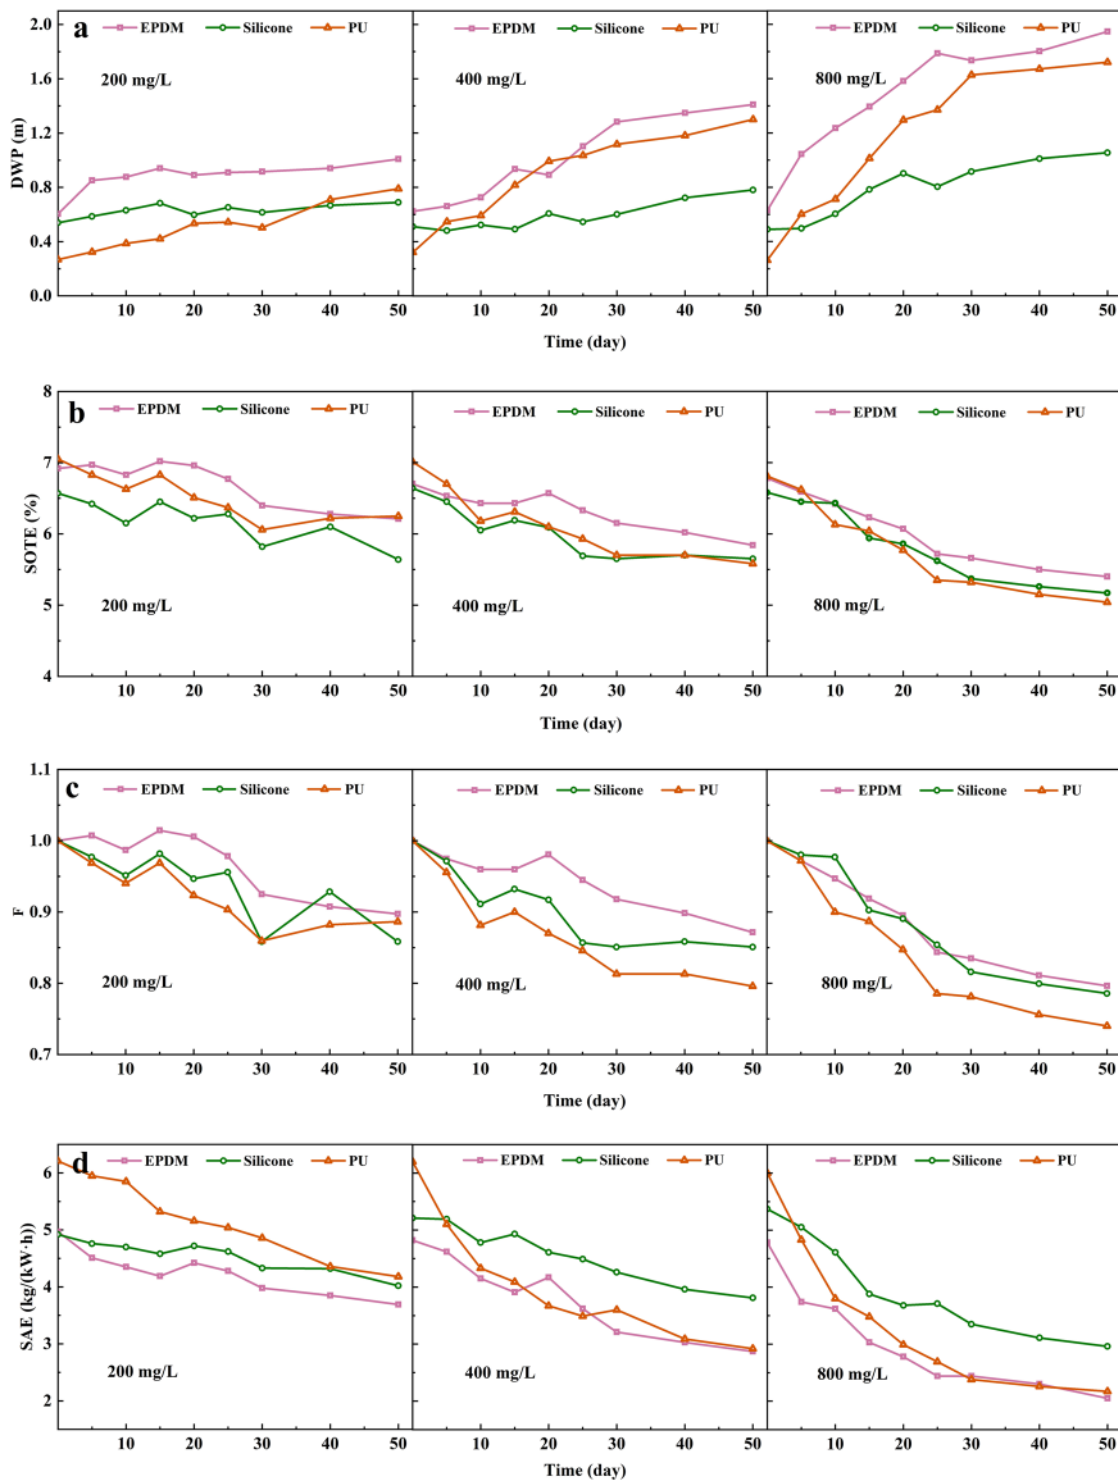 a
EPDM Silicone PU
EPDM Silicone PU
EPDM Silicone PU
200 mg/L
400 mg/L
800 mg/L
DWP (m)
2.0
1.6
1.2
0.8
0.4
0.0
10 20 30 40 50
10 20 30 40 50
10 20 30 40 50
Time (day)
b
EPDM Silicone PU
EPDM Silicone PU
EPDM Silicone PU
200 mg/L
400 mg/L
800 mg/L
SOTE (%)
8
7
6
5
4
10 20 30 40 50
10 20 30 40 50
10 20 30 40 50
Time (day)
c
EPDM Silicone PU
EPDM Silicone PU
EPDM Silicone PU
200 mg/L
400 mg/L
800 mg/L
F
1.1
1.0
0.9
0.8
0.7
10 20 30 40 50
10 20 30 40 50
10 20 30 40 50
Time (day)
d
EPDM Silicone PU
EPDM Silicone PU
EPDM Silicone PU
200 mg/L
400 mg/L
800 mg/L
SAE (kg/(kW·h))
6
5
4
3
2
10 20 30 40 50
10 20 30 40 50
10 20 30 40 50
Time (day)